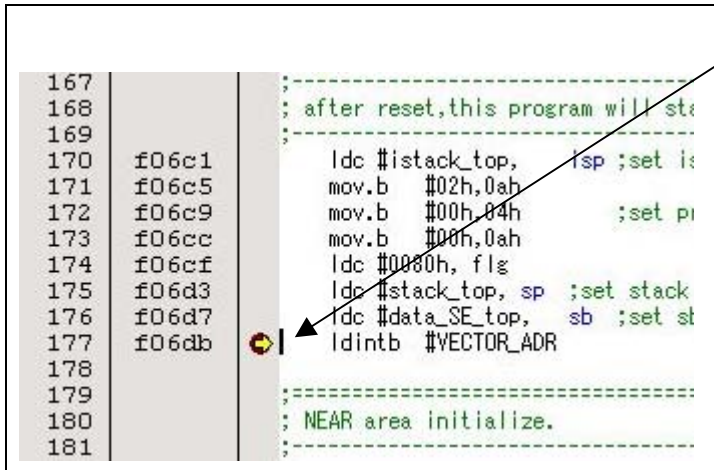 167 ;-----------------------------------------------------
168 ; after reset,this program will sta
169 ;-----------------------------------------------------
170 f06c1 ldc #istack_top, isp ;set is
171 f06c5 mov.b #02h,0ah
172 f06c9 mov.b #00h,04h ;set pr
173 f06cc mov.b #00h,0ah
174 f06cf ldc #0080h, flg
175 f06d3 ldc #stack_top, sp ;set stack
176 f06d7 ldc #data_SE_top, sb ;set sb
177 f06db ldintb #VECTOR_ADR
178
179 ;=====================================================
180 ; NEAR area initialize.
181 ;-----------------------------------------------------